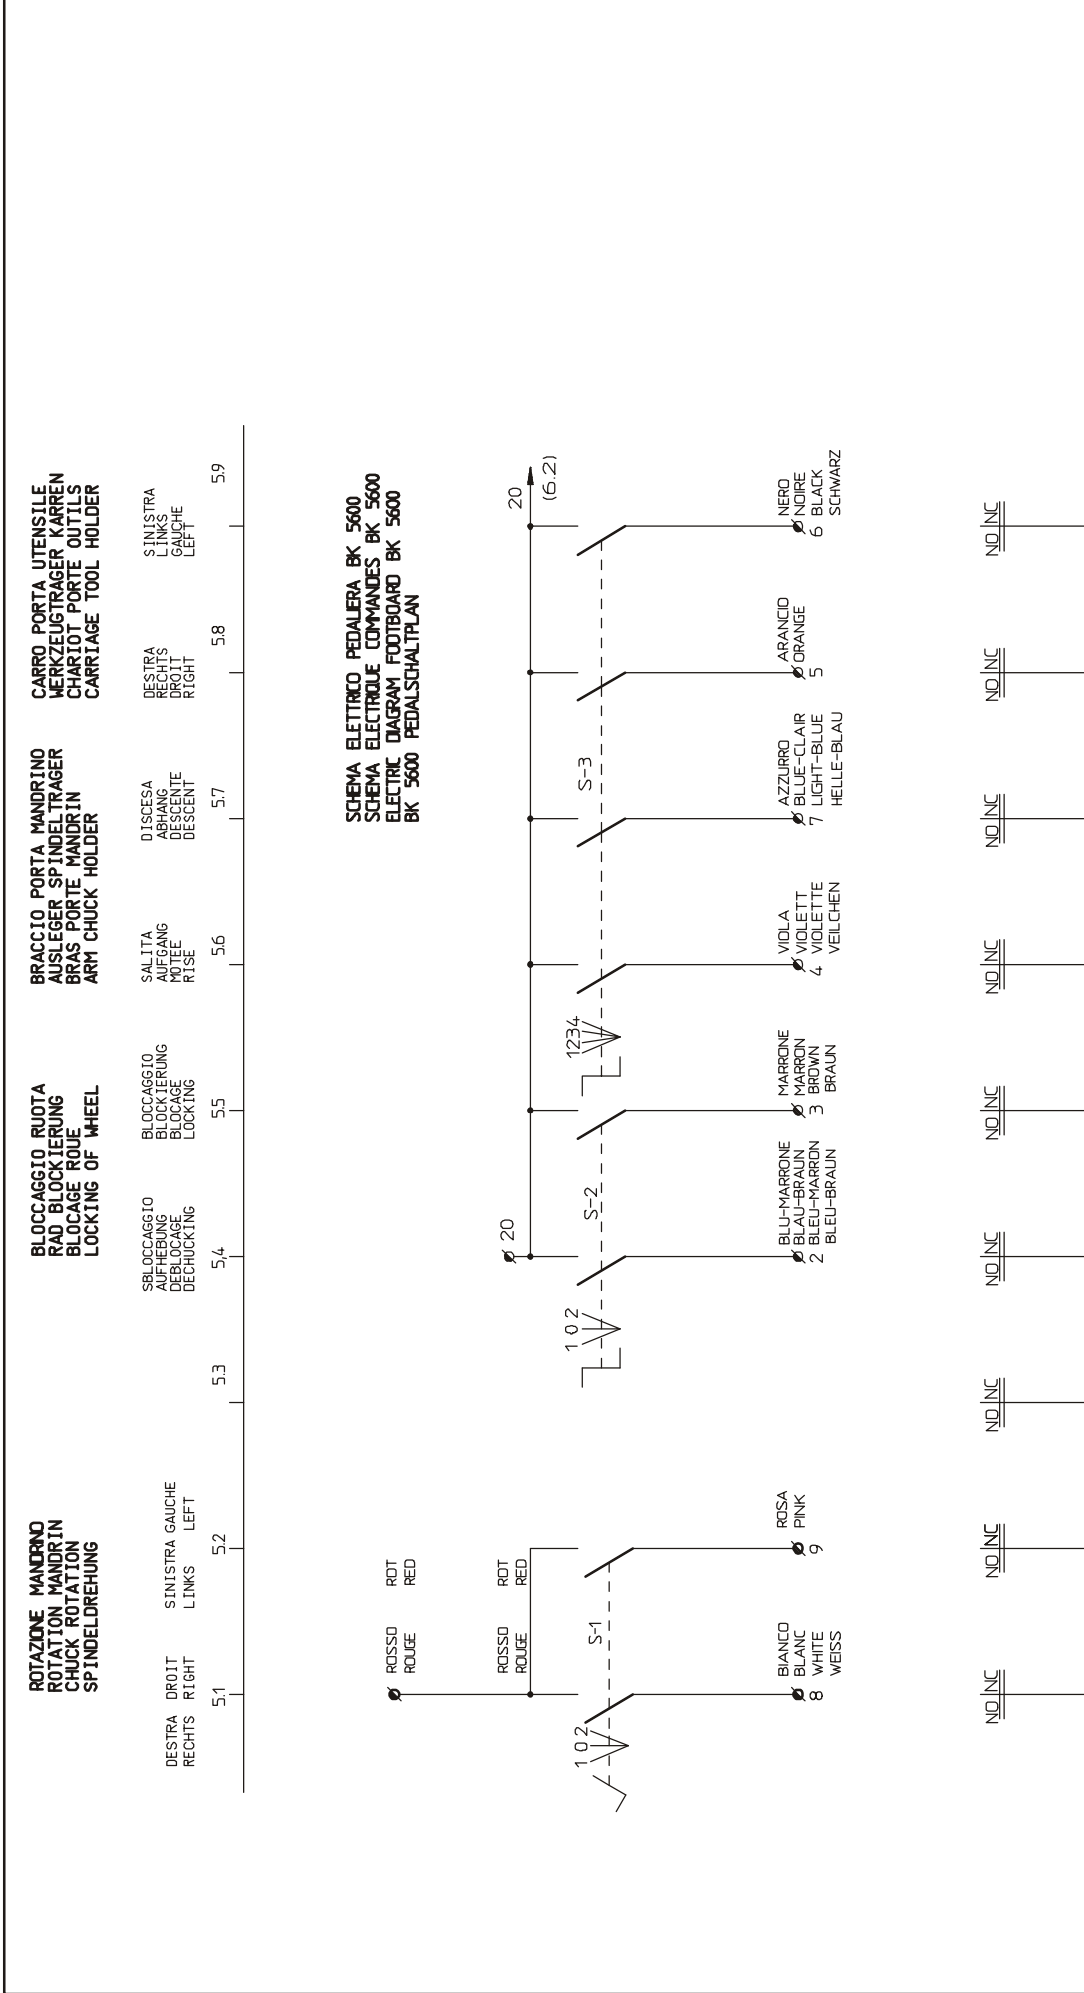 ROTAZIONE MANDRINO
ROTATION MANDRIN
CHUCK ROTATION
SPINDELDREHUNG
BLOCCAGGIO RUOTA
RAD BLOCKIERUNG
BLOCAGE ROUE
LOCKING OF WHEEL
BRACCIO PORTA MANDRINO
AUSLEGER SPINDELTRAGER
BRAS PORTE MANDRIN
ARM CHUCK HOLDER
CARRO PORTA UTENSILE
WERKZEUGTRAGER KARREN
CHARIOT PORTE OUTILS
CARRIAGE TOOL HOLDER
DESTRA DROIT
RECHTS RIGHT
SINISTRA GAUCHE
LINKS LEFT
SBLOCCAGGIO
AUFHEBUNG
DEBLOCAGE
DECHUCKING
BLOCCAGGIO
BLOCKIERUNG
BLOCAGE
LOCKING
SALITA
AUFGANG
MOTEE
RISE
DISCESA
ABHANG
DESCENTE
DESCENT
DESTRA
RECHTS
DROIT
RIGHT
SINISTRA
LINKS
GAUCHE
LEFT
5.1
5.2
5.3
5,4
5.5
5.6
5.7
5.8
5.9
SCHEMA ELETTRICO PEDALIERA BK 5600
SCHEMA ELECTRIQUE COMMANDES BK 5600
ELECTRIC DIAGRAM FOOTBOARD BK 5600
BK 5600 PEDALSCHALTPLAN
ROSSO ROT
ROUGE RED
ROSSO ROT
ROUGE RED
20
20
(6.2)
1 0 2
S-1
1 0 2
S-2
1234
S-3
BIANCO
BLANC
8 WHITE
WEISS
ROSA
PINK
9
BLU-MARRONE
BLAU-BRAUN
2 BLEU-MARRON
BLEU-BRAUN
MARRONE
MARRON
3 BROWN
BRAUN
VIOLA
VIOLETT
4 VIOLETTE
VEILCHEN
AZZURRO
BLUE-CLAIR
7 LIGHT-BLUE
HELLE-BLAU
ARANCIO
ORANGE
5
NERO
NOIRE
6 BLACK
SCHWARZ
NO NC
NO NC
NO NC
NO NC
NO NC
NO NC
NO NC
NO NC
NO NC